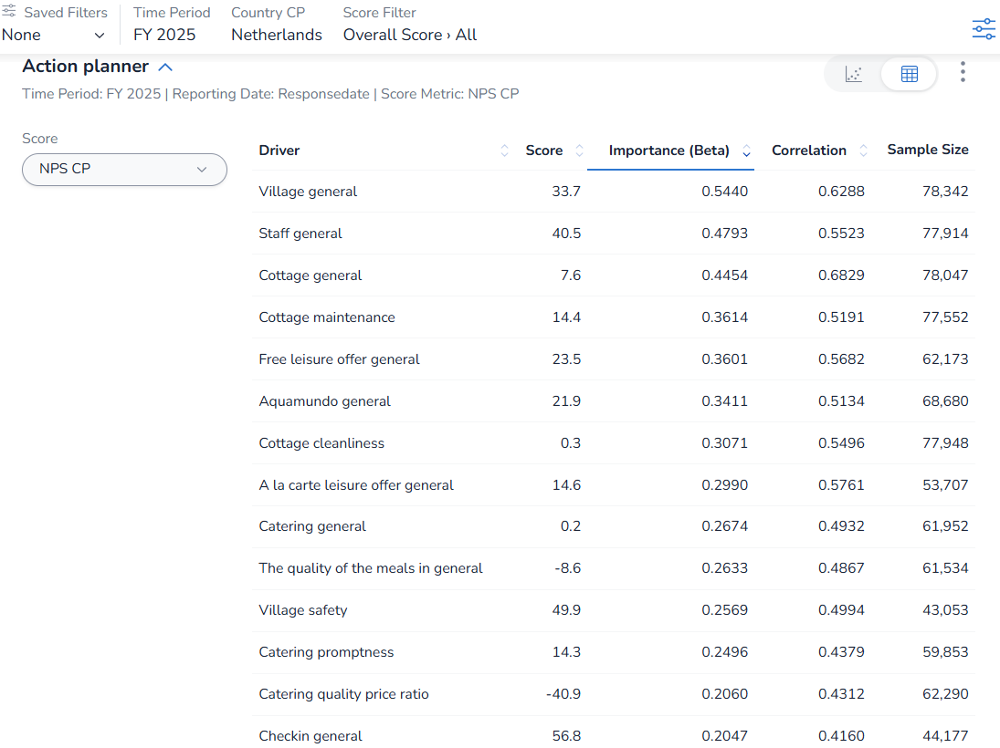 Saved Filters Time Period Country CP Score Filter
None FY 2025 Netherlands Overall Score › All
Action planner
Time Period: FY 2025 | Reporting Date: Responsedate | Score Metric: NPS CP
Score
NPS CP
Driver Score Importance (Beta) Correlation Sample Size
Village general 33.7 0.5440 0.6288 78,342
Staff general 40.5 0.4793 0.5523 77,914
Cottage general 7.6 0.4454 0.6829 78,047
Cottage maintenance 14.4 0.3614 0.5191 77,552
Free leisure offer general 23.5 0.3601 0.5682 62,173
Aquamundo general 21.9 0.3411 0.5134 68,680
Cottage cleanliness 0.3 0.3071 0.5496 77,948
A la carte leisure offer general 14.6 0.2990 0.5761 53,707
Catering general 0.2 0.2674 0.4932 61,952
The quality of the meals in general -8.6 0.2633 0.4867 61,534
Village safety 49.9 0.2569 0.4994 43,053
Catering promptness 14.3 0.2496 0.4379 59,853
Catering quality price ratio -40.9 0.2060 0.4312 62,290
Checkin general 56.8 0.2047 0.4160 44,177